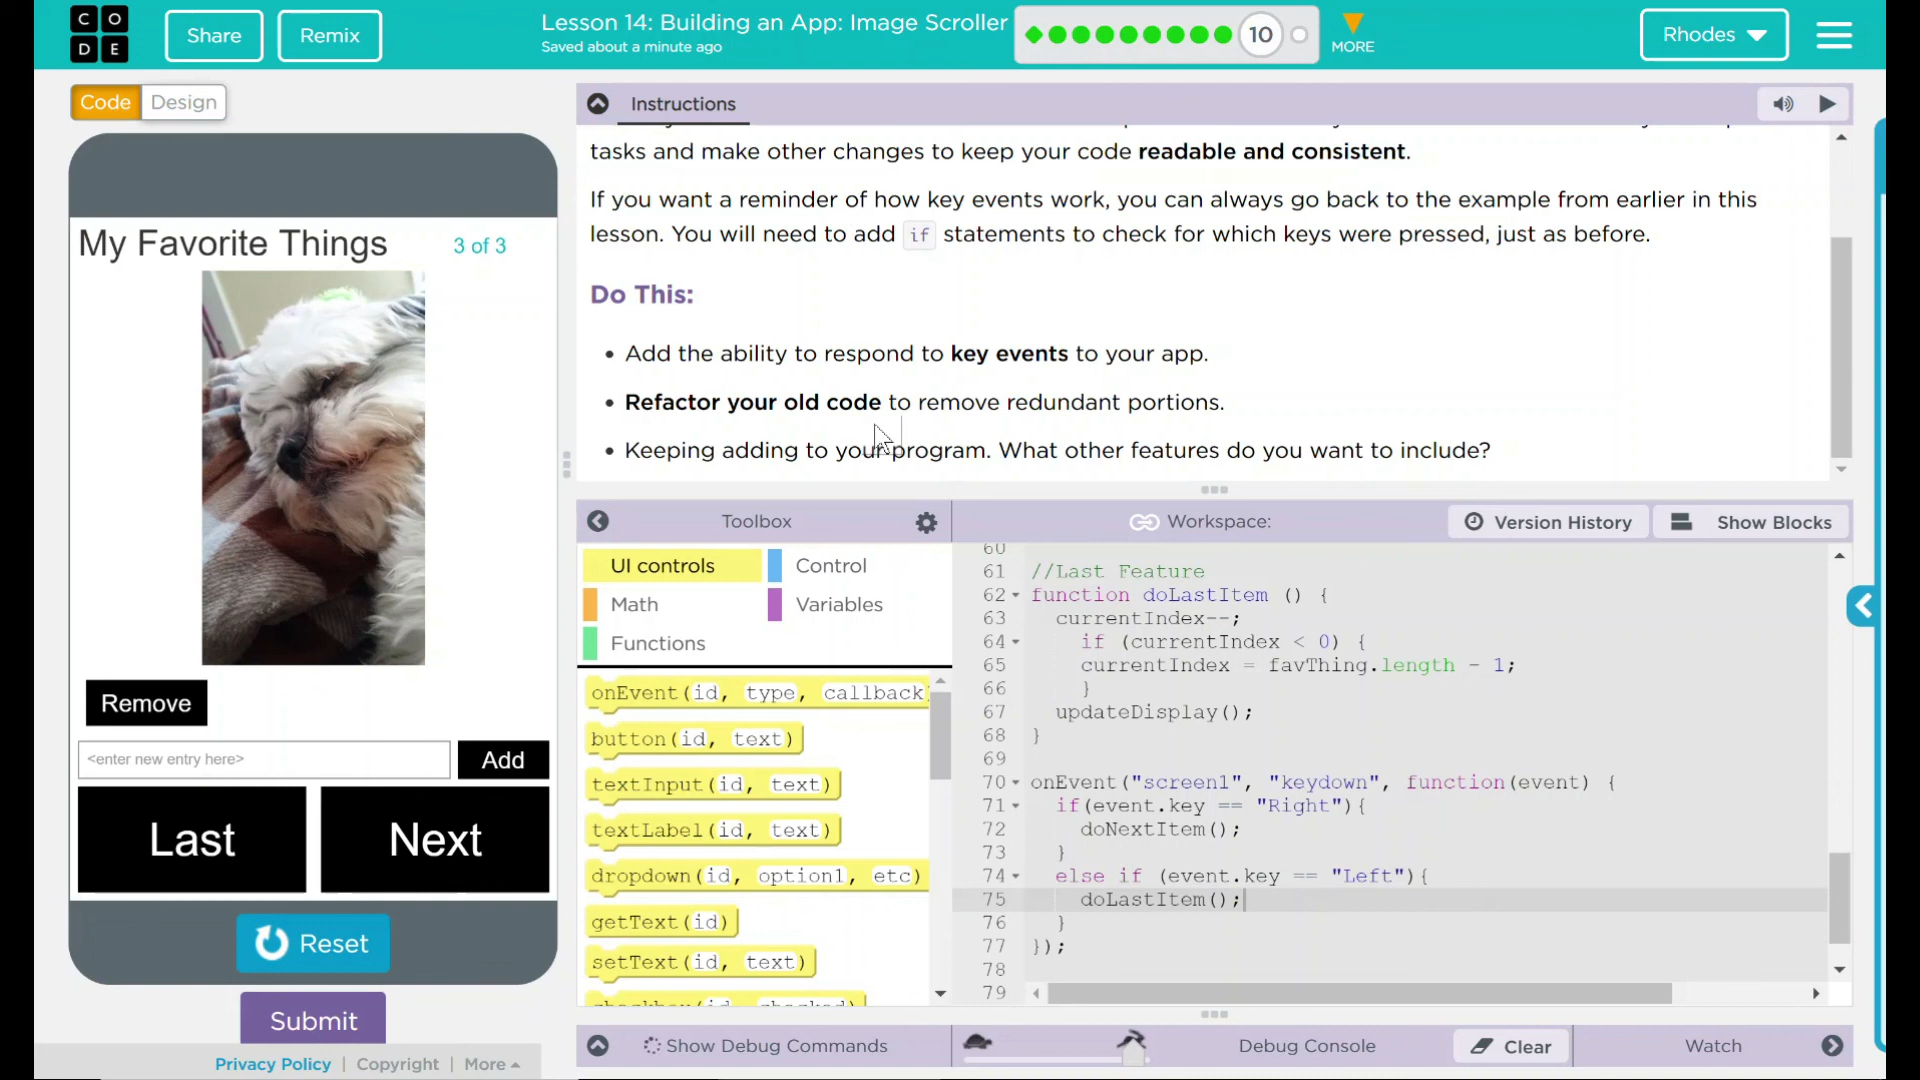 CO
DE
Share
Remix
Lesson 14: Building an App: Image Scroller
Saved about a minute ago
10
MORE
Rhodes
Code
Design
Instructions
tasks and make other changes to keep your code readable and consistent.
If you want a reminder of how key events work, you can always go back to the example from earlier in this
lesson. You will need to add if statements to check for which keys were pressed, just as before.
Do This:
• Add the ability to respond to key events to your app.
• Refactor your old code to remove redundant portions.
• Keeping adding to your program. What other features do you want to include?
My Favorite Things
3 of 3
Remove
<enter new entry here>
Add
Last
Next
Reset
Submit
Privacy Policy | Copyright | More
Toolbox
UI controls
Control
Math
Variables
Functions
onEvent(id, type, callback)
button(id, text)
textInput(id, text)
textLabel(id, text)
dropdown(id, option1, etc)
getText(id)
setText(id, text)
Workspace:
Version History
Show Blocks
60
61 //Last Feature
62 function doLastItem () {
63 currentIndex--;
64 if (currentIndex < 0) {
65 currentIndex = favThing.length - 1;
66 }
67 updateDisplay();
68 }
69
70 onEvent("screen1", "keydown", function(event) {
71 if(event.key == "Right"){
72 doNextItem();
73 }
74 else if (event.key == "Left"){
75 doLastItem();
76 }
77 });
78
79
Show Debug Commands
Debug Console
Clear
Watch